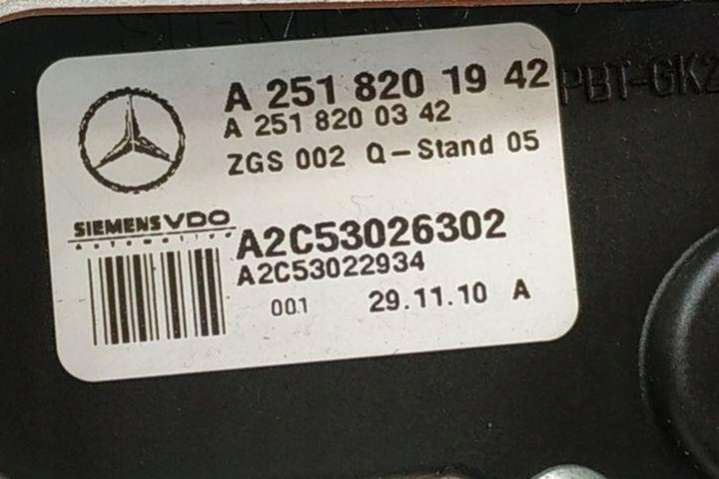 A 251 820 19 42
A 251 820 03 42
ZGS 002 Q-Stand 05
SIEMENS VDO
Automotive
A2C53026302
A2C53022934
001 29.11.10 A
PBT-GK2